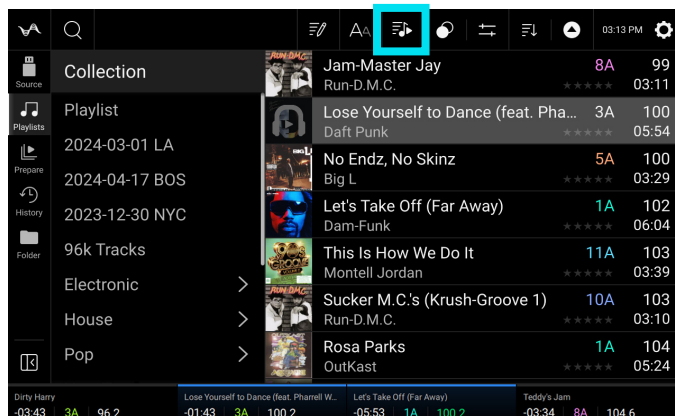 AA
03:13 PM
Source
Playlists
Prepare
History
Folder
Collection
Playlist
2024-03-01 LA
2024-04-17 BOS
2023-12-30 NYC
96k Tracks
Electronic
House
Pop
Jam-Master Jay 8A 99
Run-D.M.C. 03:11
Lose Yourself to Dance (feat. Pha... 3A 100
Daft Punk 05:54
No Endz, No Skinz 5A 100
Big L 03:29
Let's Take Off (Far Away) 1A 102
Dam-Funk 06:04
This Is How We Do It 11A 103
Montell Jordan 03:39
Sucker M.C.'s (Krush-Groove 1) 10A 103
Run-D.M.C. 03:10
Rosa Parks 1A 104
OutKast 05:24
Dirty Harry
-03:43 3A 96.2
Lose Yourself to Dance (feat. Pharrell W...
-01:43 3A 100.2
Let's Take Off (Far Away)
-05:53 1A 100.2
Teddy's Jam
-03:34 8A 104.6